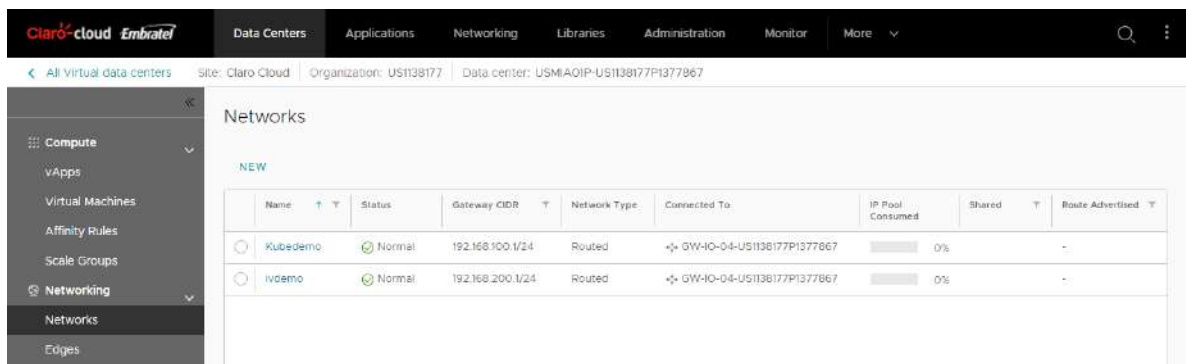 Claro-cloud Embratel Data Centers Applications Networking Libraries Administration Monitor More
All Virtual data centers Site: Claro Cloud Organization: US1138177 Data center: USMIAOIP-US1138177P1377867
Networks
Compute
vApps
Virtual Machines
Affinity Rules
Scale Groups
Networking
Networks
Edges
NEW
Name Status Gateway CIDR Network Type Connected To IP Pool Consumed Shared Route Advertised
Kubedemo Normal 192.168.100.1/24 Routed GW-IO-04-US1138177P1377867 0% -
ivdemo Normal 192.168.200.1/24 Routed GW-IO-04-US1138177P1377867 0% -